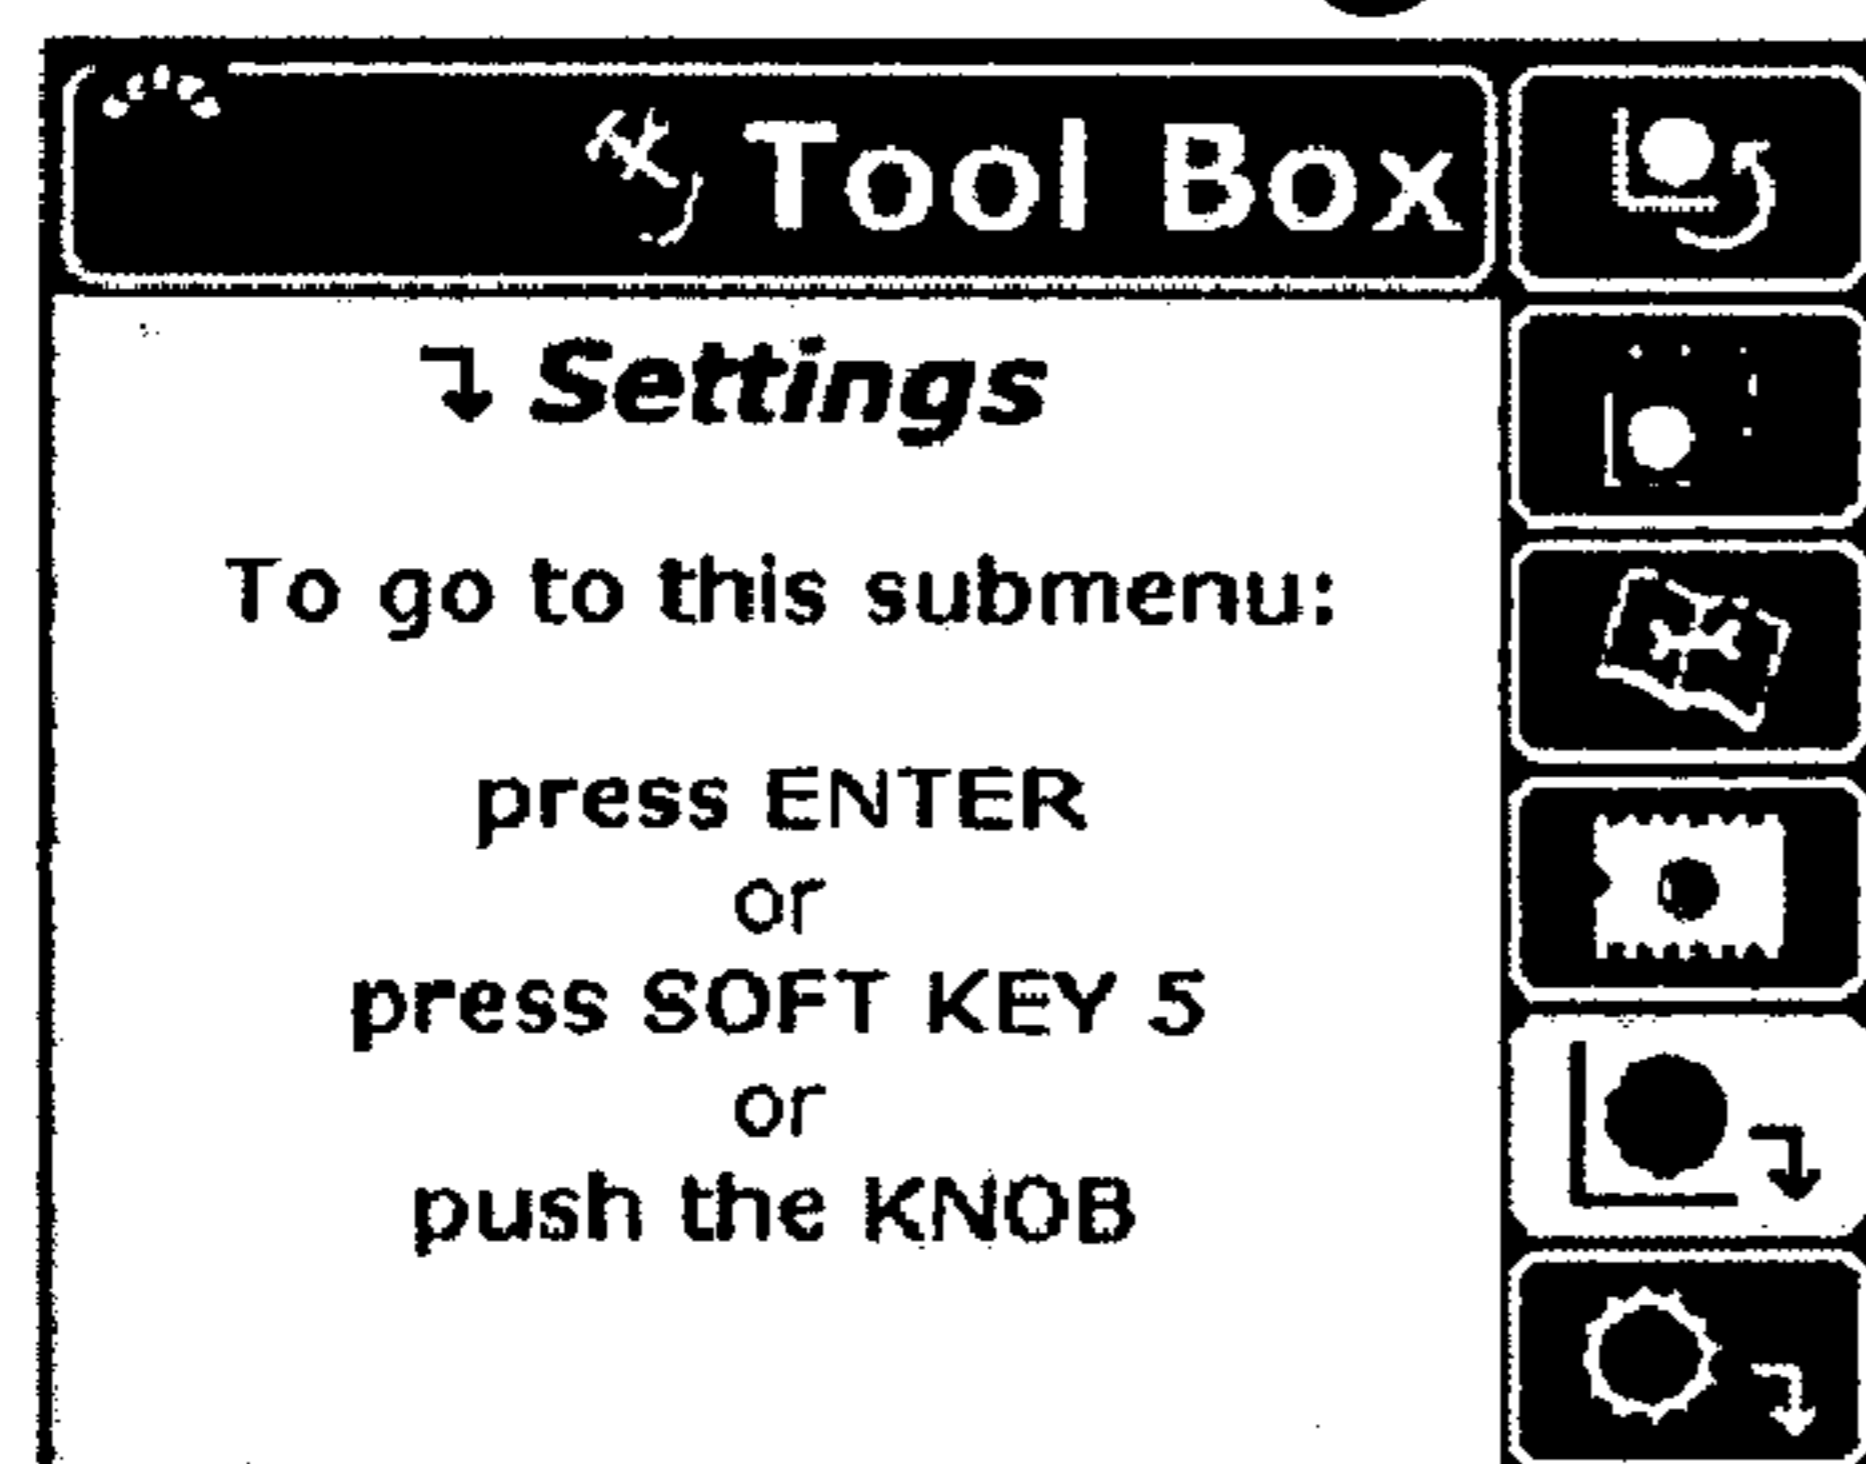 Tool Box
Settings
To go to this submenu:
press ENTER
or
press SOFT KEY 5
or
push the KNOB